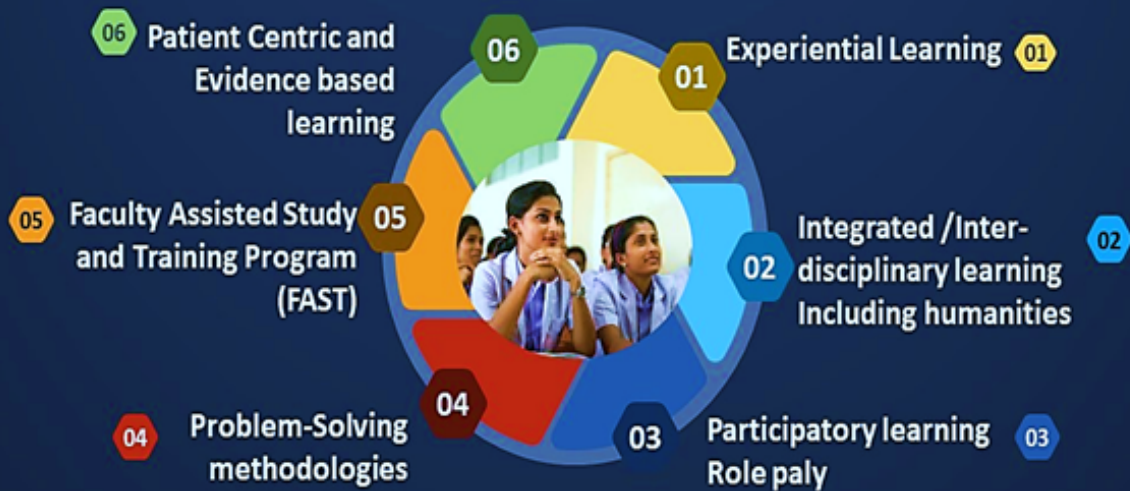 01
Experiential Learning 01
02
Integrated /Inter-
disciplinary learning
Including humanities
02
03
Participatory learning
Role paly
03
04
04
Problem-Solving
methodologies
05
05
Faculty Assisted Study
and Training Program
(FAST)
06
06
Patient Centric and
Evidence based
learning